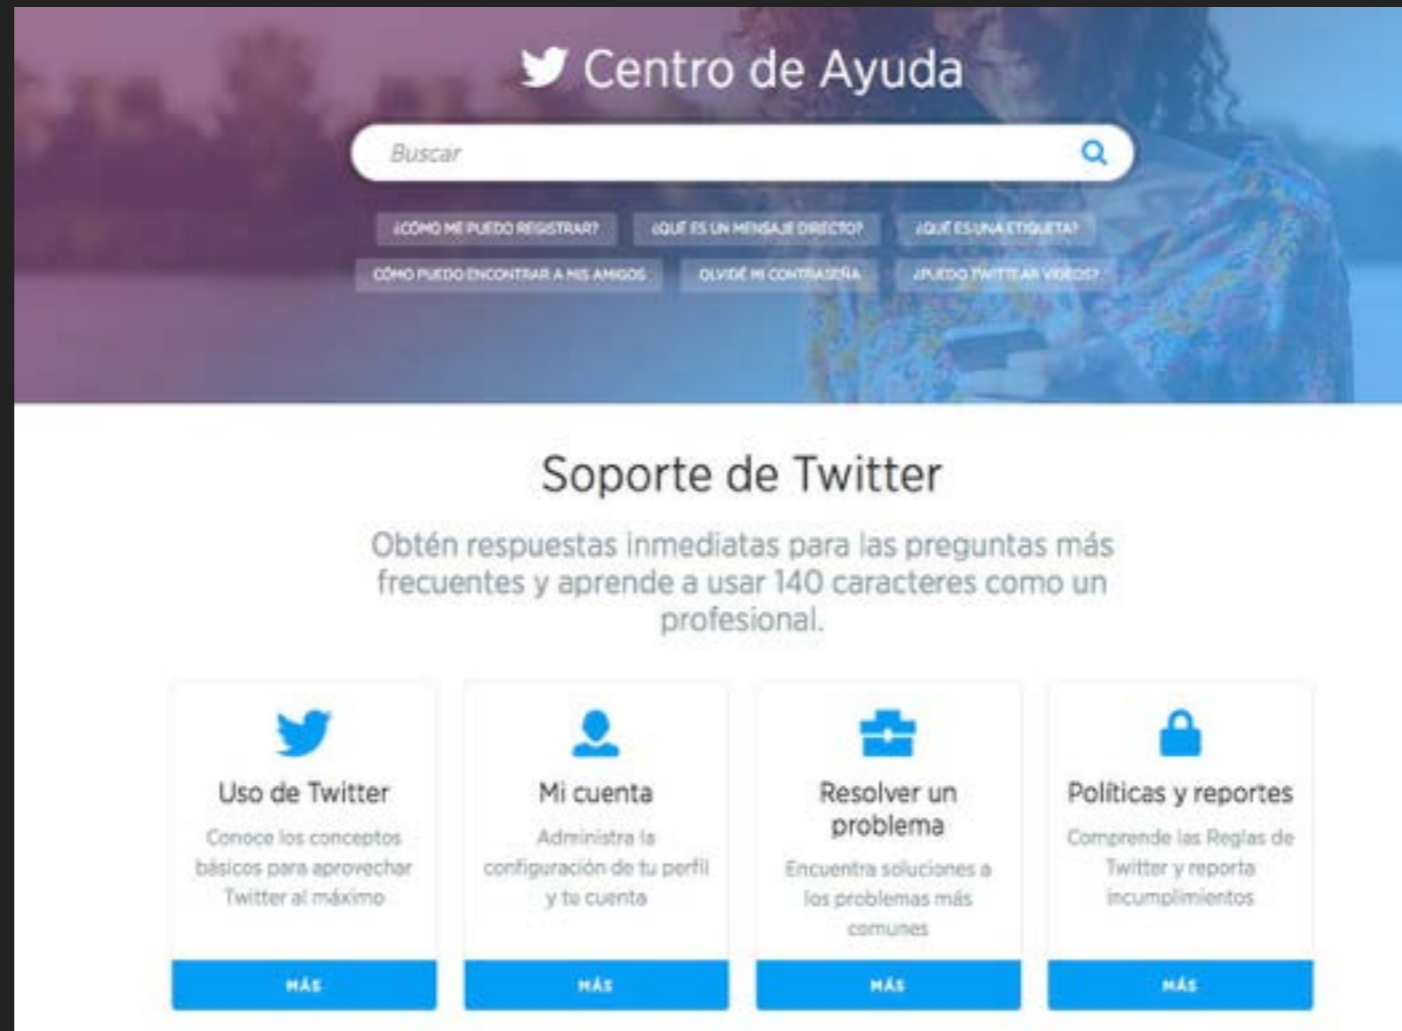 Centro de Ayuda
Buscar
¿CÓMO ME PUEDO REGISTRAR? ¿QUÉ ES UN MENSAJE DIRECTO? ¿QUÉ ES UNA ETIQUETA?
CÓMO PUEDO ENCONTRAR A MIS AMIGOS OLVIDÉ MI CONTRASEÑA ¿PUEDO TWITTEAR VIDEOS?
Soporte de Twitter
Obtén respuestas inmediatas para las preguntas más
frecuentes y aprende a usar 140 caracteres como un
profesional.
Uso de Twitter
Conoce los conceptos
básicos para aprovechar
Twitter al máximo
MÁS
Mi cuenta
Administra la
configuración de tu perfil
y tu cuenta
MÁS
Resolver un
problema
Encuentra soluciones a
los problemas más
comunes
MÁS
Políticas y reportes
Comprende las Reglas de
Twitter y reporta
incumplimientos
MÁS